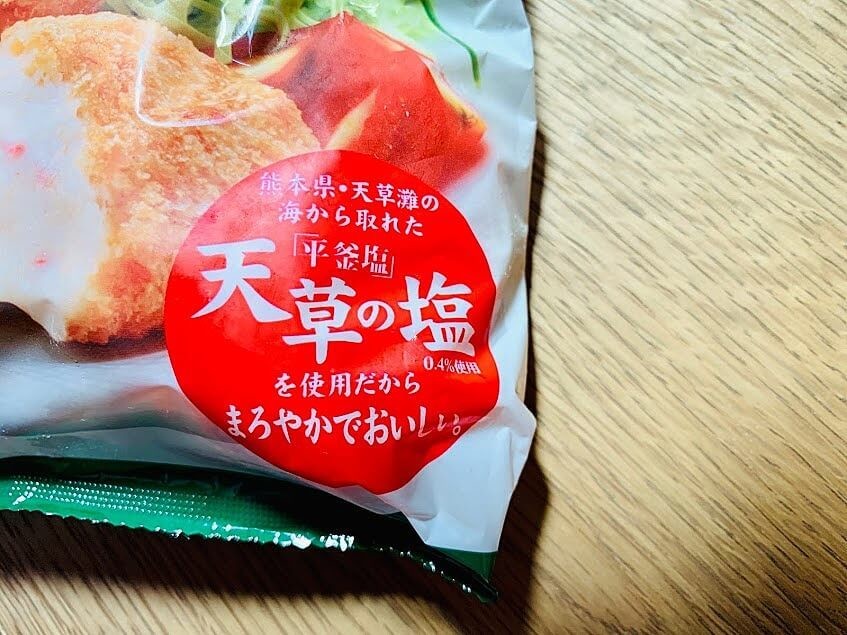 熊本県・天草灘の
海から取れた
「平釜塩」
天草の塩
0.4%使用
を使用だから
まろやかでおいしい。